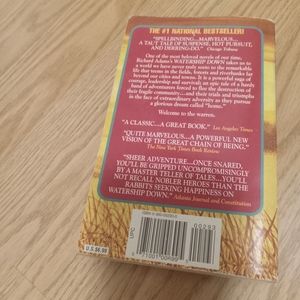 THE #1 NATIONAL BESTSELLER!
"SPELLBINDING...MARVELOUS...
A TAUT TALE OF SUSPENSE, HOT PURSUIT,
AND DERRING-DO." Chicago Tribune
One of the most beloved novels of our time,
Richard Adams's WATERSHIP DOWN takes us to
a world we have never truly seen: to the remarkable
life that teems in the fields, forests and riverbanks far
beyond our cities and towns. It is a powerful saga of
courage, leadership and survival; an epic tale of a hardy
band of adventurers forced to flee the destruction of
their fragile community...and their trials and triumphs
in the face of extraordinary adversity as they pursue
a glorious dream called "home."
Welcome to the warren.
"A CLASSIC...A GREAT BOOK." Los Angeles Times
"QUITE MARVELOUS...A POWERFUL NEW
VISION OF THE GREAT CHAIN OF BEING."
The New York Times Book Review
"SHEER ADVENTURE...ONCE SNARED,
YOU'LL BE GRIPPED UNCOMPROMISINGLY
BY A MASTER TELLER OF TALES...YOU'LL
NOT RECALL NOBLER HEROES THAN THE
RABBITS SEEKING HAPPINESS ON
WATERSHIP DOWN." Atlanta Journal and Constitution
00293
UPC
U.S. $6.99